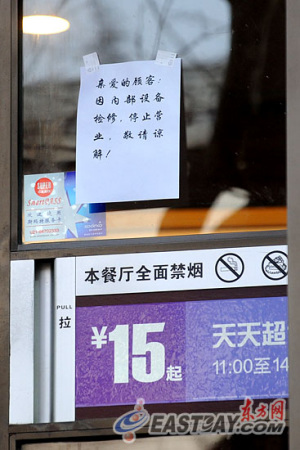 亲爱的顾客:
因内部设备
检修,停止营
业,敬请谅
解!
本餐厅全面禁烟
PULL
拉
¥15起
天天超
11:00至14
东方网
EASTDAY.COM